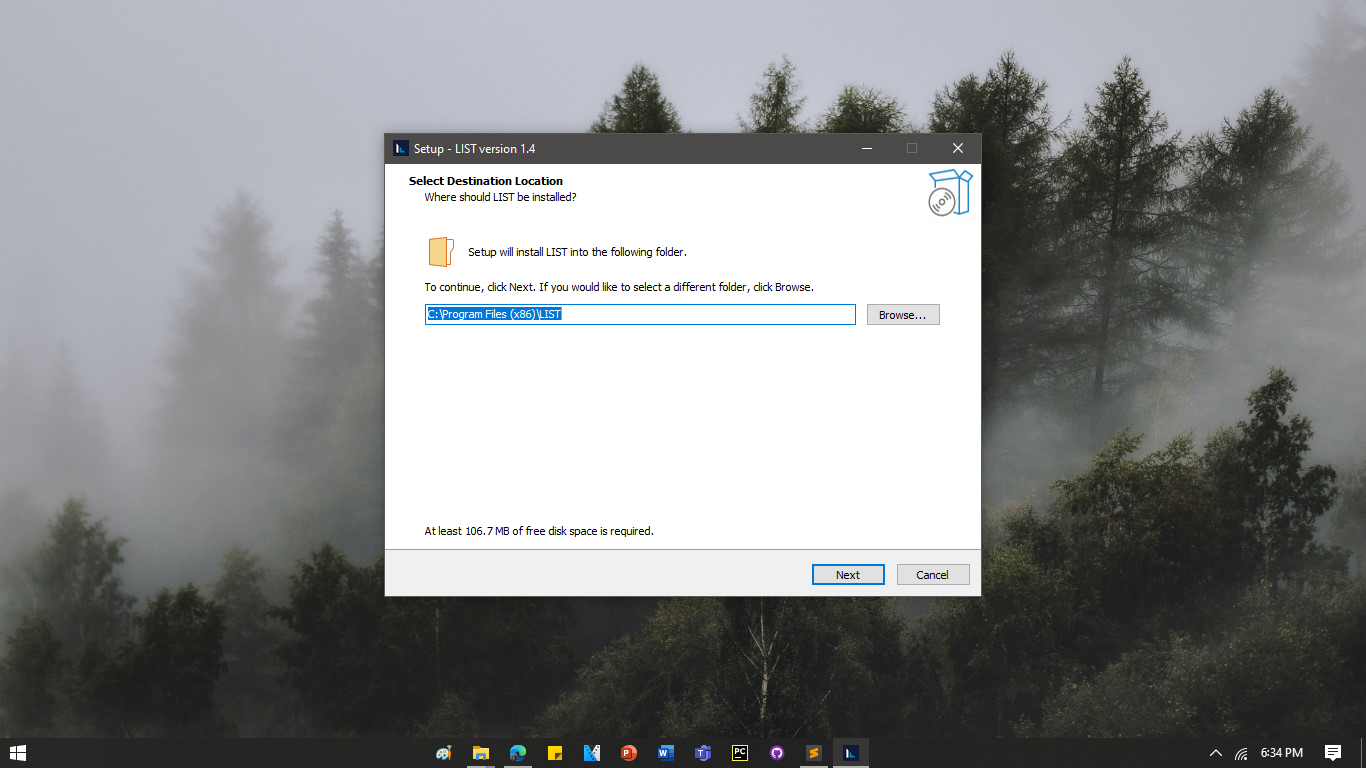 Setup - LIST version 1.4
Select Destination Location
Where should LIST be installed?
Setup will install LIST into the following folder.
To continue, click Next. If you would like to select a different folder, click Browse.
C:\Program Files (x86)\LIST
Browse...
At least 106.7 MB of free disk space is required.
Next
Cancel
6:34 PM